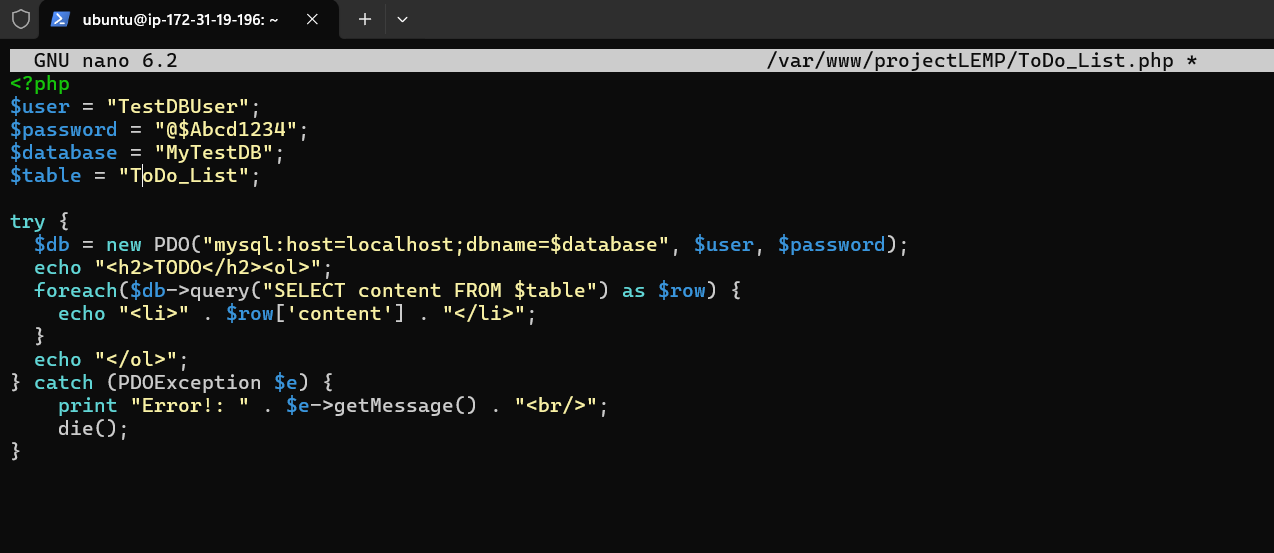 ubuntu@ip-172-31-19-196: ~
GNU nano 6.2 /var/www/projectLEMP/ToDo_List.php *
<?php
$user = "TestDBUser";
$password = "@$Abcd1234";
$database = "MyTestDB";
$table = "ToDo_List";

try {
  $db = new PDO("mysql:host=localhost;dbname=$database", $user, $password);
  echo "<h2>TODO</h2><ol>";
  foreach($db->query("SELECT content FROM $table") as $row) {
    echo "<li>" . $row['content'] . "</li>";
  }
  echo "</ol>";
} catch (PDOException $e) {
    print "Error!: " . $e->getMessage() . "<br/>";
    die();
}